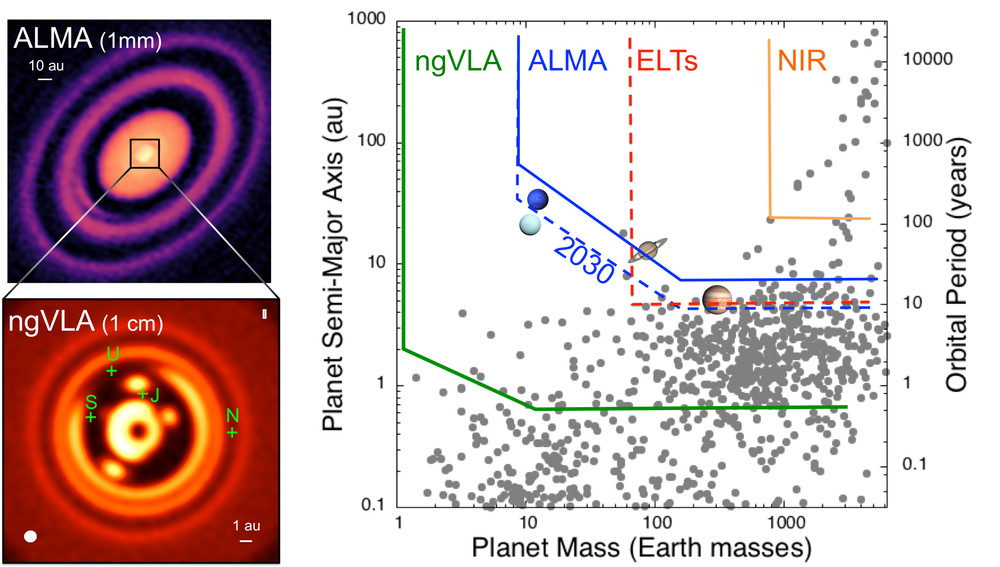 ALMA (1mm)
10 au
ngVLA (1 cm)
U
J
S
N
1 au
Planet Semi-Major Axis (au)
1000
100
10
1
0.1
ngVLA
ALMA
ELTs
NIR
2030
10000
1000
100
10
1
0.1
Orbital Period (years)
1
10
100
1000
Planet Mass (Earth masses)